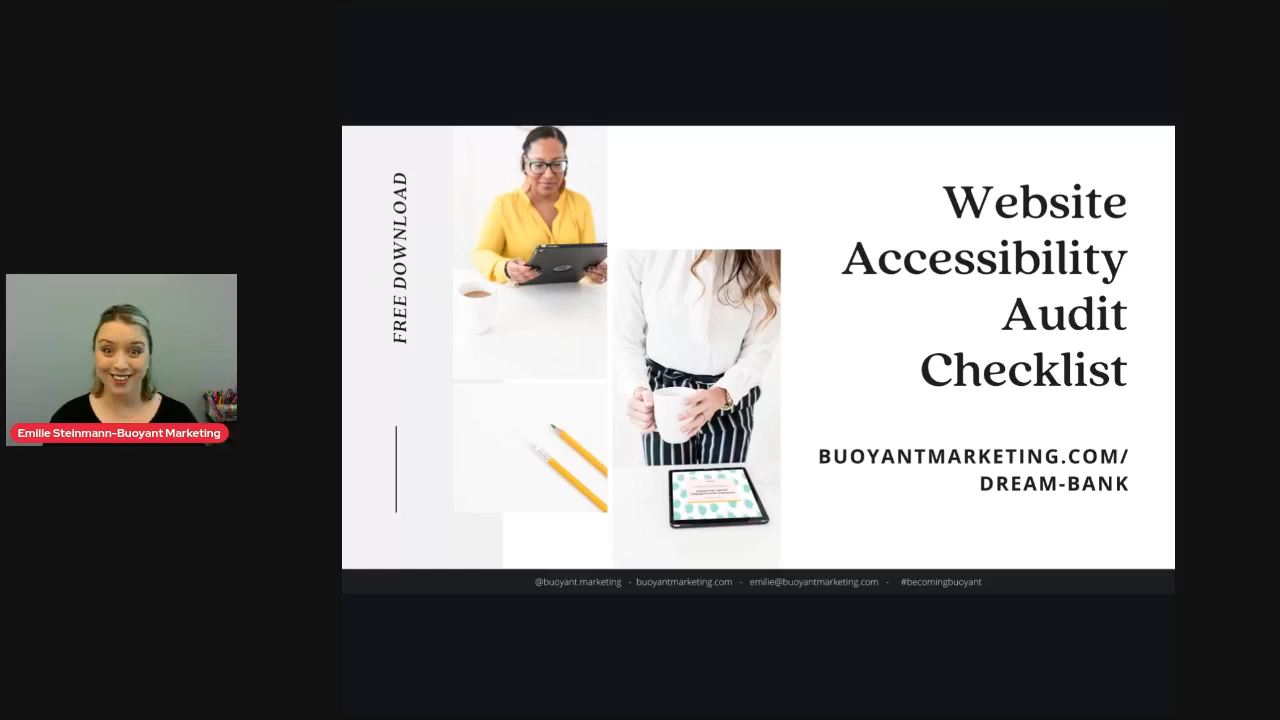 Emilie Steinmann-Buoyant Marketing
FREE DOWNLOAD
Website
Accessibility
Audit
Checklist
BUOYANTMARKETING.COM/
DREAM-BANK
@buoyant.marketing - buoyantmarketing.com - emilie@buoyantmarketing.com - #becomingbuoyant